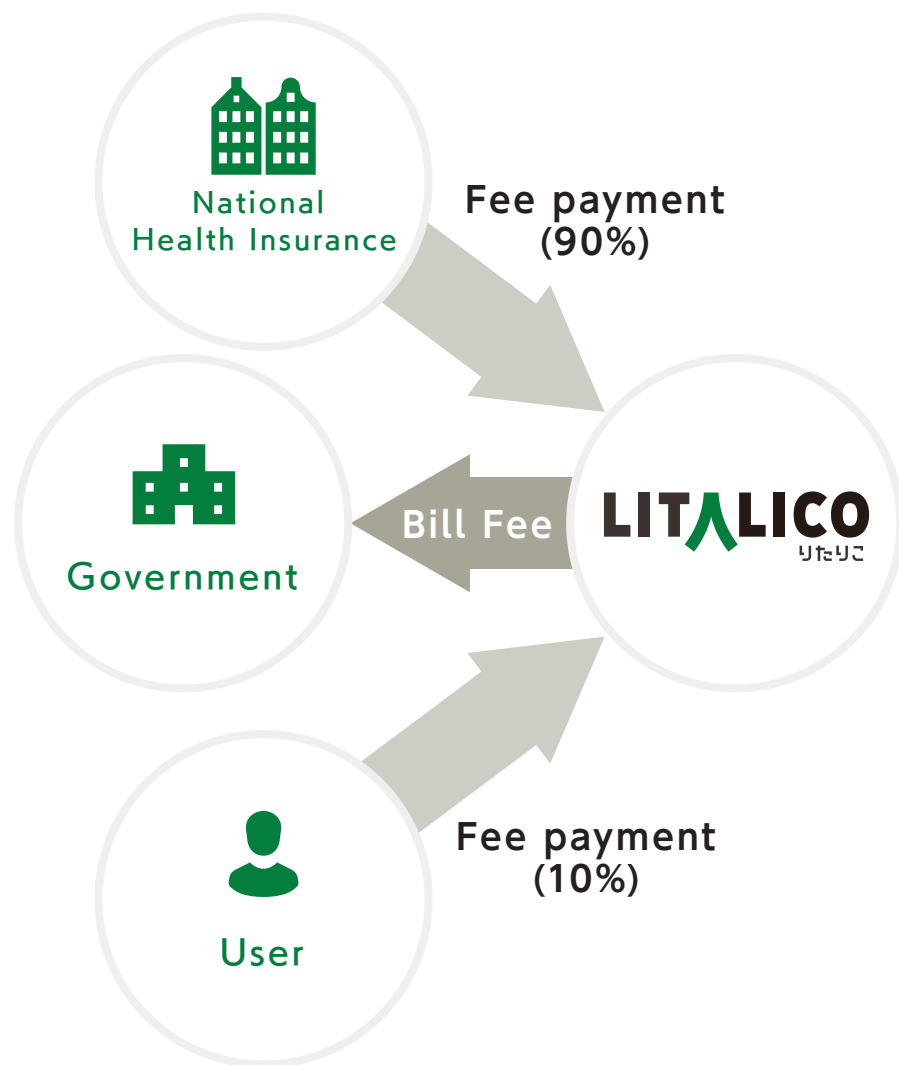 National
Health Insurance
Fee payment
(90%)
Government
Bill Fee
LITALICO
りたりこ
User
Fee payment
(10%)